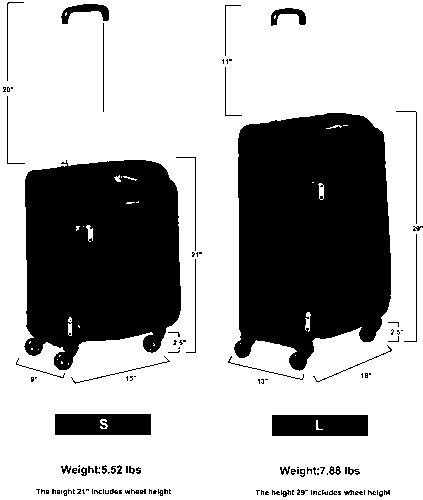 20"
11"
21"
29"
2.5"
2.5"
9"
15"
13"
18"
S
L
Weight:5.52 lbs
Weight:7.88 lbs
The height 21" includes wheel height
The height 29" includes wheel height